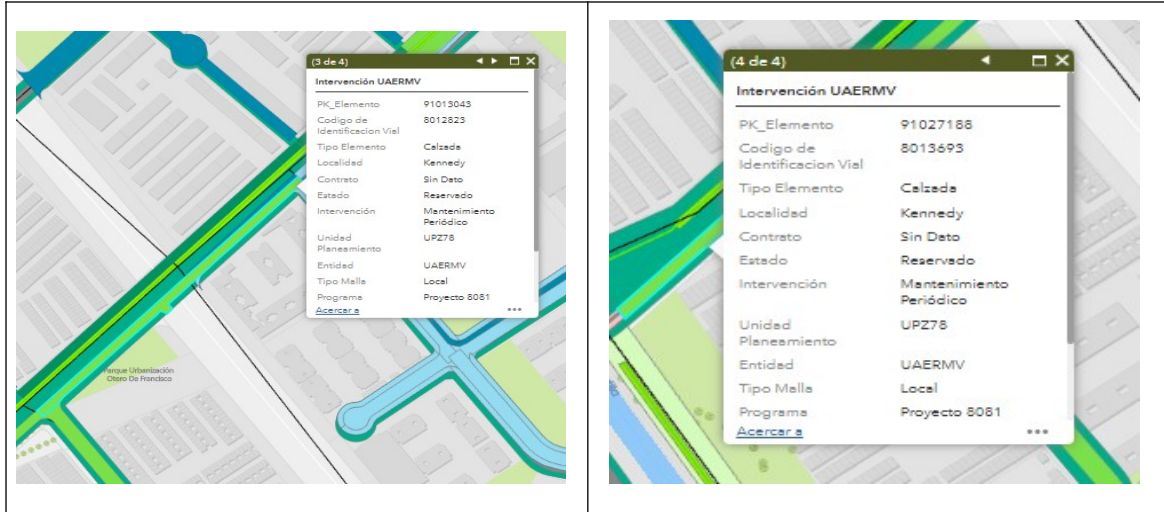 (3 de 4)
Intervención UAERMV
PK_Elemento 91013043
Codigo de
Identificacion Vial 8012823
Tipo Elemento Calzada
Localidad Kennedy
Contrato Sin Dato
Estado Reservado
Intervención Mantenimiento
Periódico
Unidad
Planeamiento UPZ78
Entidad UAERMV
Tipo Malla Local
Programa Proyecto 8081
Acercar a
Parque Urbanización
Otero De Francisco
(4 de 4)
Intervención UAERMV
PK_Elemento 91027188
Codigo de
Identificacion Vial 8013693
Tipo Elemento Calzada
Localidad Kennedy
Contrato Sin Dato
Estado Reservado
Intervención Mantenimiento
Periódico
Unidad
Planeamiento UPZ78
Entidad UAERMV
Tipo Malla Local
Programa Proyecto 8081
Acercar a